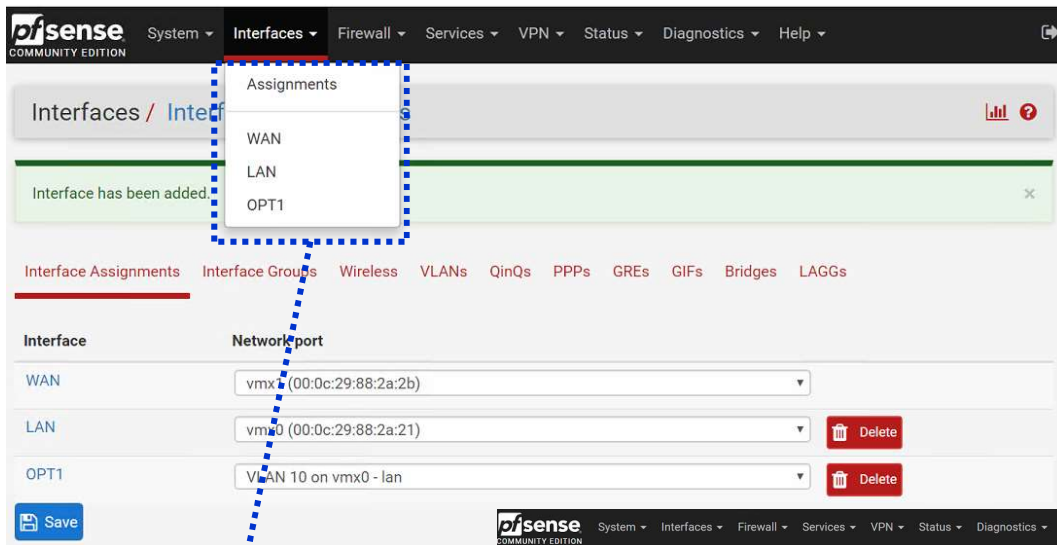 pfsense System Interfaces Firewall Services VPN Status Diagnostics Help
COMMUNITY EDITION
Assignments
Interfaces / Interf s
WAN
LAN
Interface has been added. ×
OPT1
Interface Assignments Interface Groups Wireless VLANs QinQs PPPs GREs GIFs Bridges LAGGs
Interface Network port
WAN vmx1 (00:0c:29:88:2a:2b)
LAN vmx0 (00:0c:29:88:2a:21) Delete
OPT1 VLAN 10 on vmx0 - lan Delete
Save
pfsense System Interfaces Firewall Services VPN Status Diagnostics
COMMUNITY EDITION